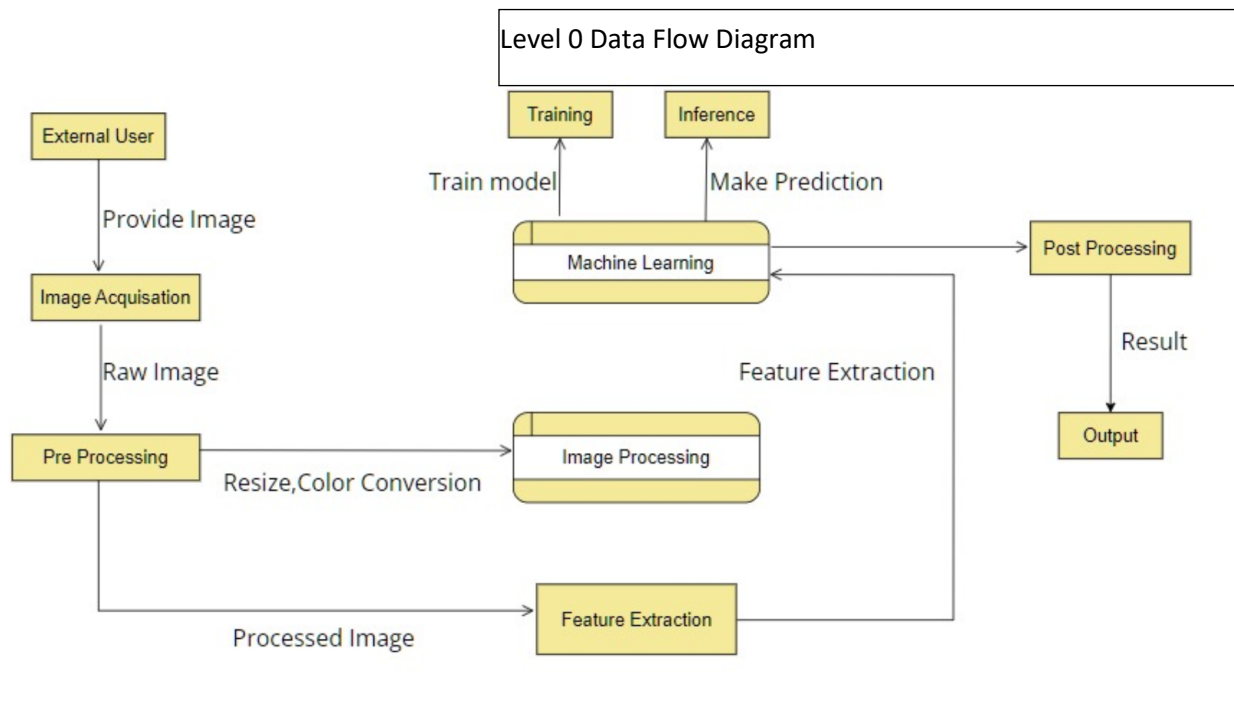 Level 0 Data Flow Diagram
Training
Inference
External User
Train model
Make Prediction
Provide Image
Machine Learning
Post Processing
Image Acquisation
Raw Image
Feature Extraction
Result
Pre Processing
Image Processing
Output
Resize,Color Conversion
Feature Extraction
Processed Image